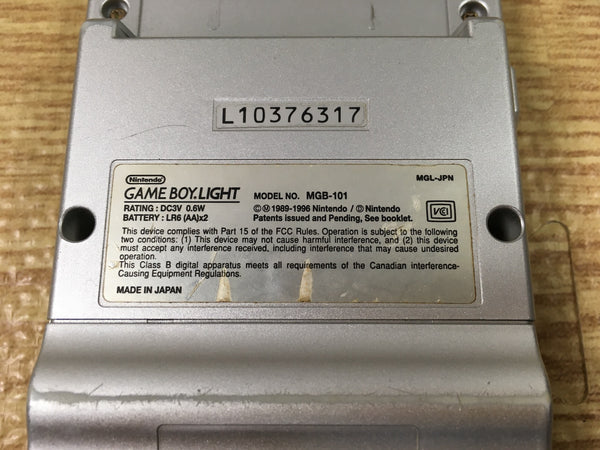 L10376317
Nintendo
MGL-JPN
GAME BOY.LIGHT MODEL NO. MGB-101
RATING : DC3V 0.6W ©Ⓜ 1989-1996 Nintendo / Ⓓ Nintendo
BATTERY : LR6 (AA)x2 Patents issued and Pending, See booklet.
VCI
This device complies with Part 15 of the FCC Rules. Operation is subject to the following
two conditions: (1) This device may not cause harmful interference, and (2) this device
must accept any interference received, including interference that may cause undesired
operation.
This Class B digital apparatus meets all requirements of the Canadian interference-
Causing Equipment Regulations.
MADE IN JAPAN